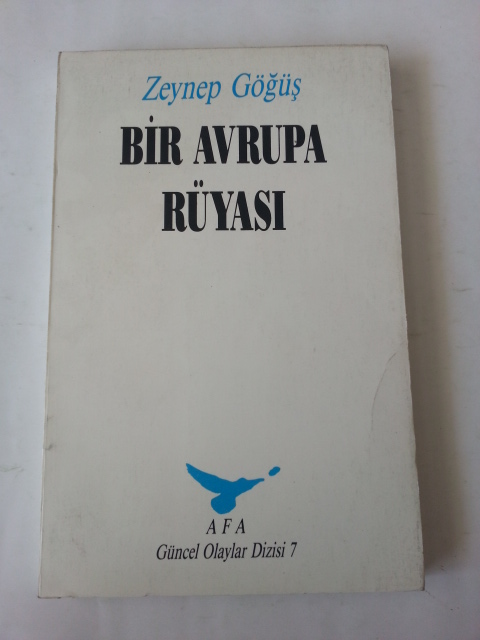 Zeynep Göğüş
BİR AVRUPA
RÜYASI
AFA
Güncel Olaylar Dizisi 7